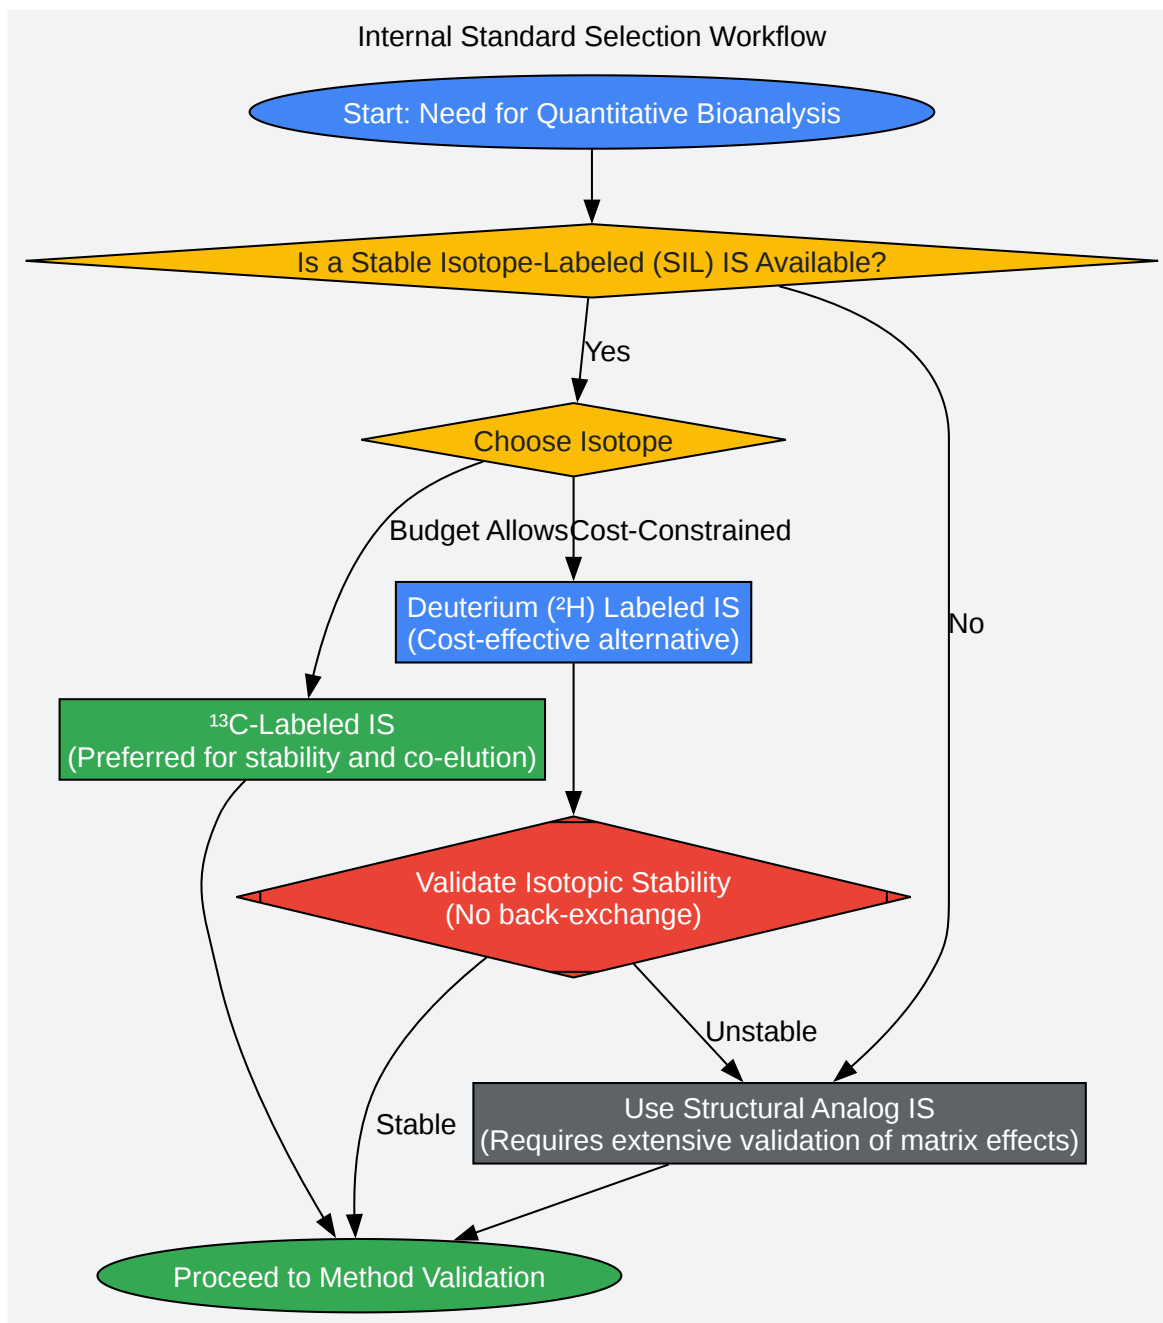 Internal Standard Selection Workflow
Start: Need for Quantitative Bioanalysis
Is a Stable Isotope-Labeled (SIL) IS Available?
Yes
Choose Isotope
Budget Allows
Cost-Constrained
Deuterium (²H) Labeled IS
(Cost-effective alternative)
No
¹³C-Labeled IS
(Preferred for stability and co-elution)
Validate Isotopic Stability
(No back-exchange)
Unstable
Stable
Use Structural Analog IS
(Requires extensive validation of matrix effects)
Proceed to Method Validation